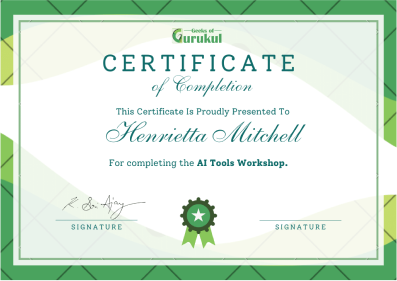 Geeks of
Gurukul
CERTIFICATE
of Completion
This Certificate Is Proudly Presented To
Henrietta Mitchell
For completing the AI Tools Workshop.
SIGNATURE
SIGNATURE